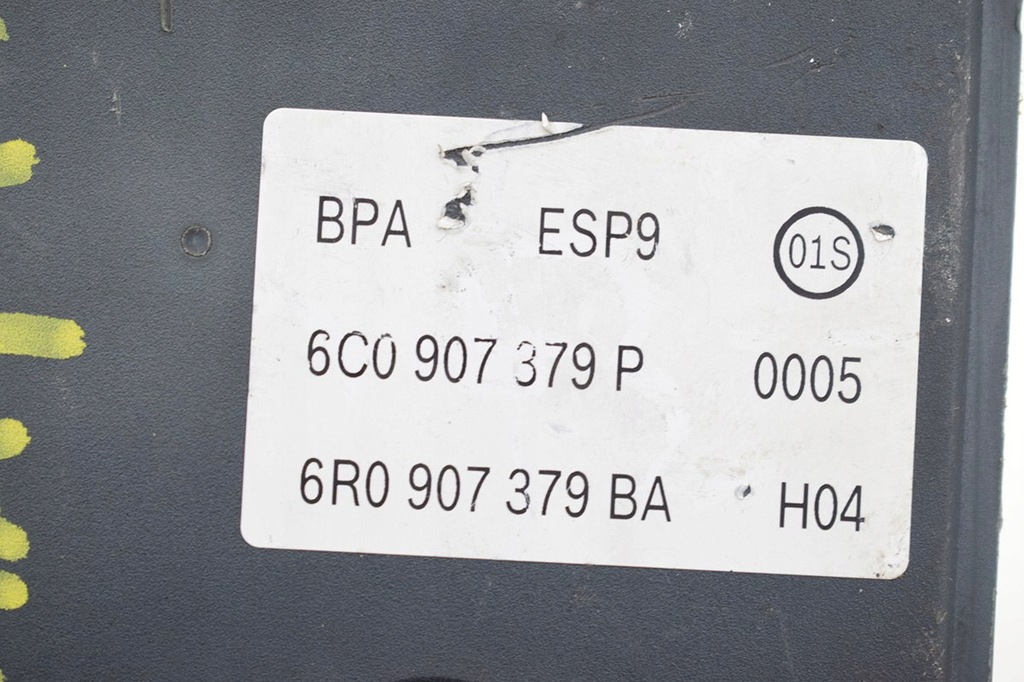 BPA ESP9 01S
6C0 907 379 P 0005
6R0 907 379 BA H04